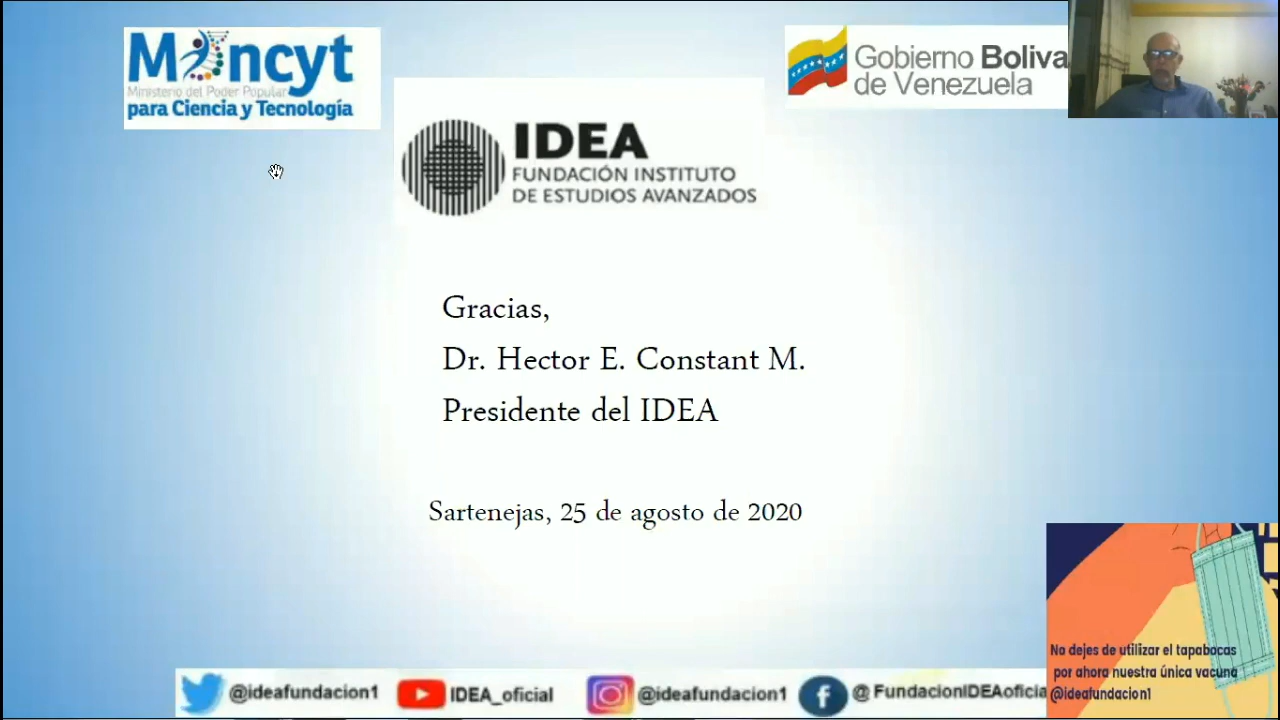 Mincyt
Ministerio del Poder Popular
para Ciencia y Tecnología
Gobierno Boliva
de Venezuela
IDEA
FUNDACIÓN INSTITUTO
DE ESTUDIOS AVANZADOS
Gracias,
Dr. Hector E. Constant M.
Presidente del IDEA
Sartenejas, 25 de agosto de 2020
No dejes de utilizar el tapabocas
por ahora nuestra única vacuna
@ideafundacion1
@ideafundacion1
IDEA_oficial
@ideafundacion1
@FundacionIDEAoficia